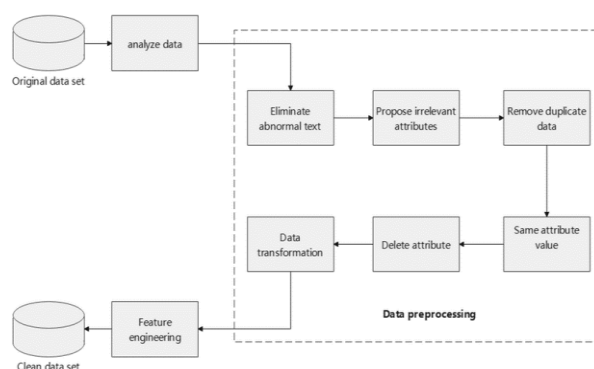 analyze data
Original data set
Eliminate
abnormal text
Propose irrelevant
attributes
Remove duplicate
data
Same attribute
value
Delete attribute
Data
transformation
Data preprocessing
Feature
engineering
Clean data set